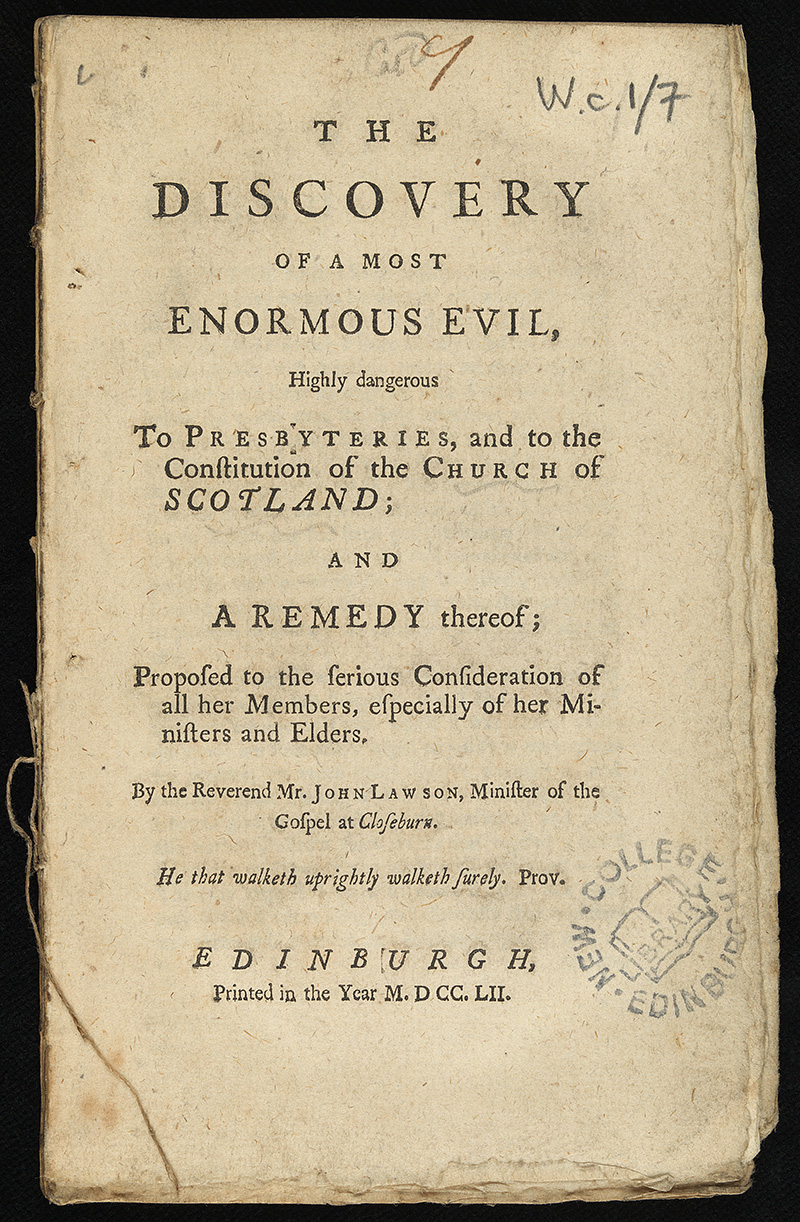 W.c.1/7
THE
DISCOVERY
OF A MOST
ENORMOUS EVIL,
Highly dangerous
To PRESBYTERIES, and to the
Conſtitution of the CHURCH of
SCOTLAND;
AND
A REMEDY thereof;
Propoſed to the ſerious Conſideration of
all her Members, eſpecially of her Mi-
niſters and Elders.
By the Reverend Mr. JOHN LAWSON, Miniſter of the
Goſpel at Cloſeburn.
He that walketh uprightly walketh ſurely. Prov.
EDINBURGH,
Printed in the Year M. DCC. LII.
NEW · COLLEGE ·
LIBRARY
· EDINBURG